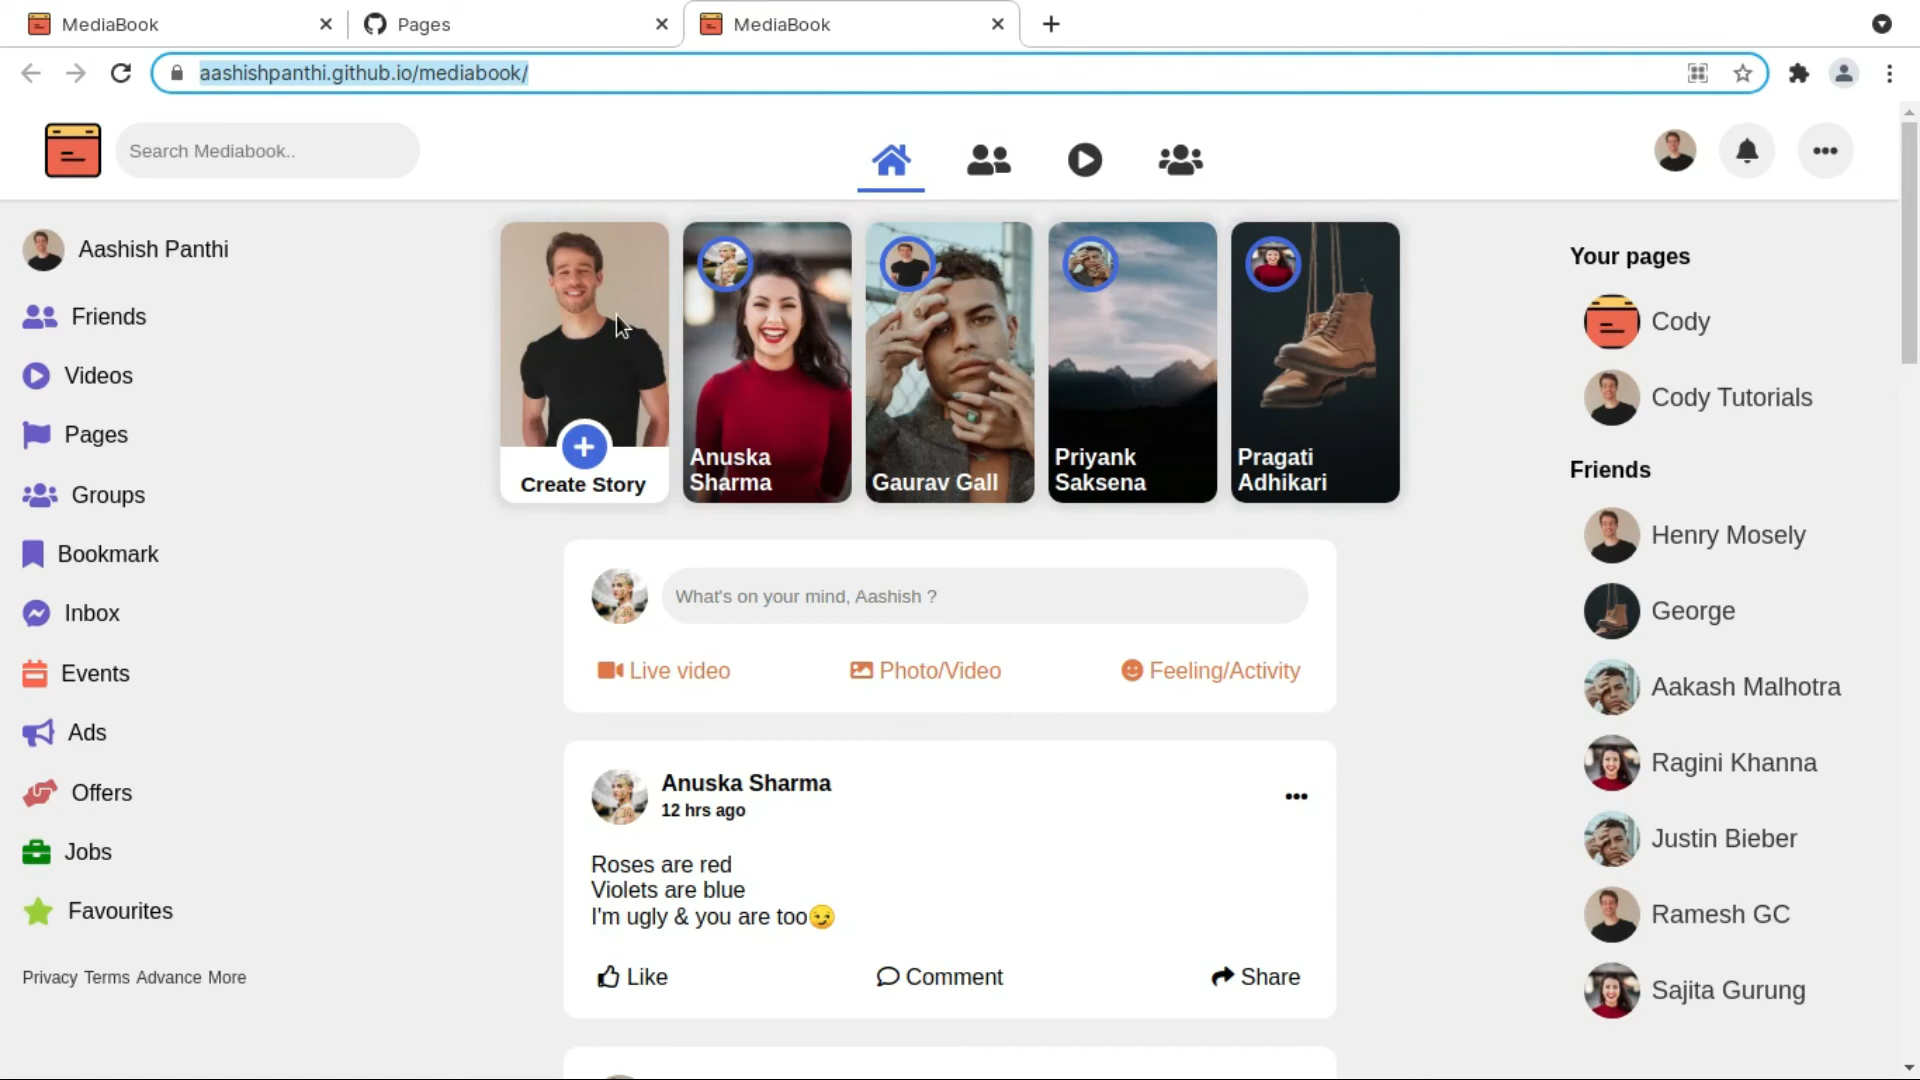 MediaBook
Pages
MediaBook
aashishpanthi.github.io/mediabook/
Search Mediabook..
Aashish Panthi
Friends
Videos
Pages
Groups
Bookmark
Inbox
Events
Ads
Offers
Jobs
Favourites
Privacy Terms Advance More
Create Story
Anuska
Sharma
Gaurav Gall
Priyank
Saksena
Pragati
Adhikari
What's on your mind, Aashish ?
Live video
Photo/Video
Feeling/Activity
Anuska Sharma
12 hrs ago
Roses are red
Violets are blue
I'm ugly & you are too😏
Like
Comment
Share
Your pages
Cody
Cody Tutorials
Friends
Henry Mosely
George
Aakash Malhotra
Ragini Khanna
Justin Bieber
Ramesh GC
Sajita Gurung